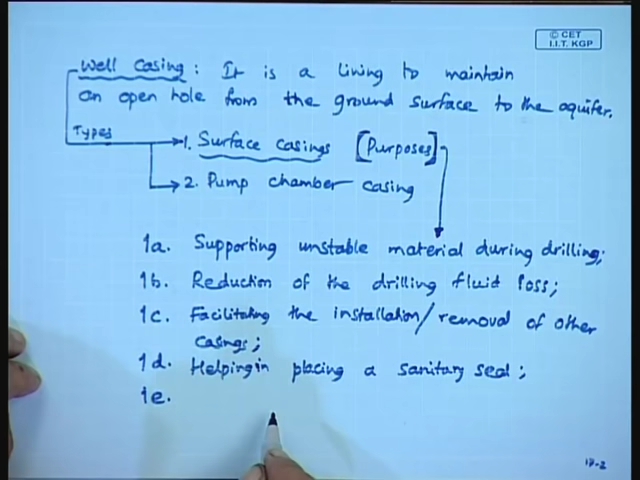 © CET
I.I.T. KGP
Well Casing: It is a lining to maintain
an open hole from the ground surface to the aquifer.
Types
1. Surface casings [Purposes]
2. Pump chamber casing
1a. Supporting unstable material during drilling;
1b. Reduction of the drilling fluid loss;
1c. Facilitating the installation/removal of other
casings;
1d. Helping in placing a sanitary seal;
1e.